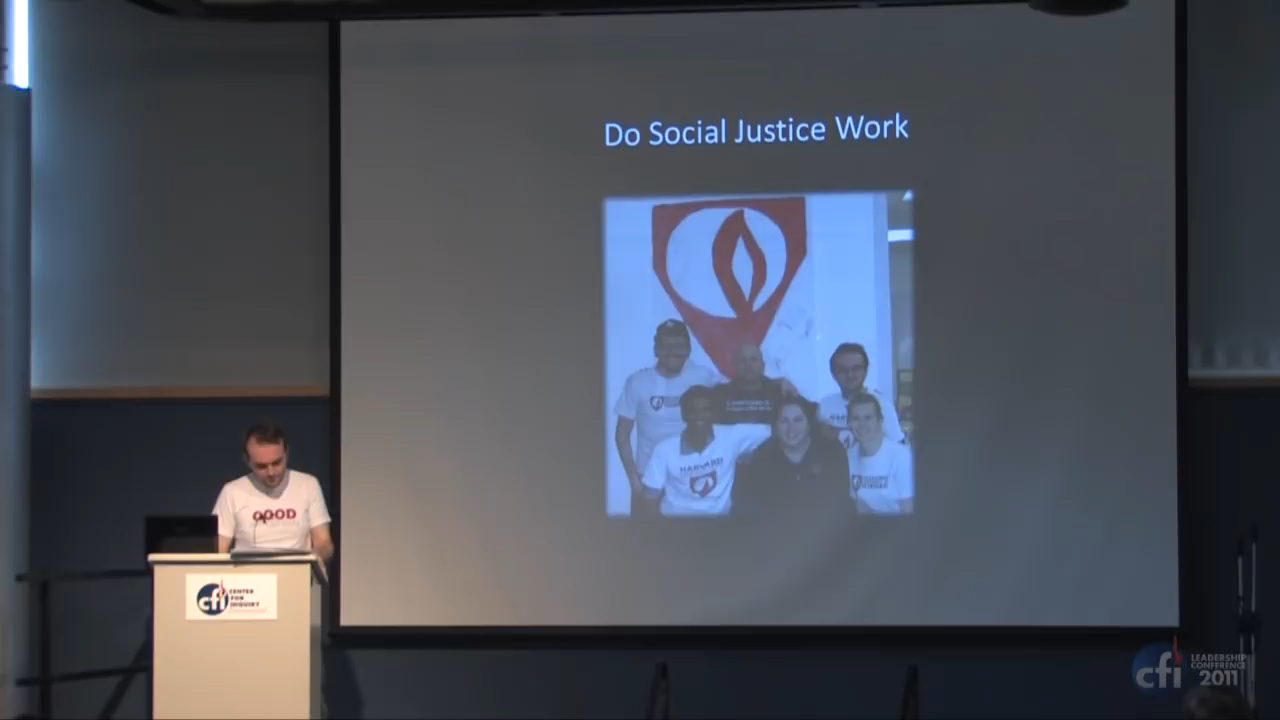 Do Social Justice Work
HARVARD
GOOD
cfi CENTER
FOR
INQUIRY
cfi LEADERSHIP
CONFERENCE
2011